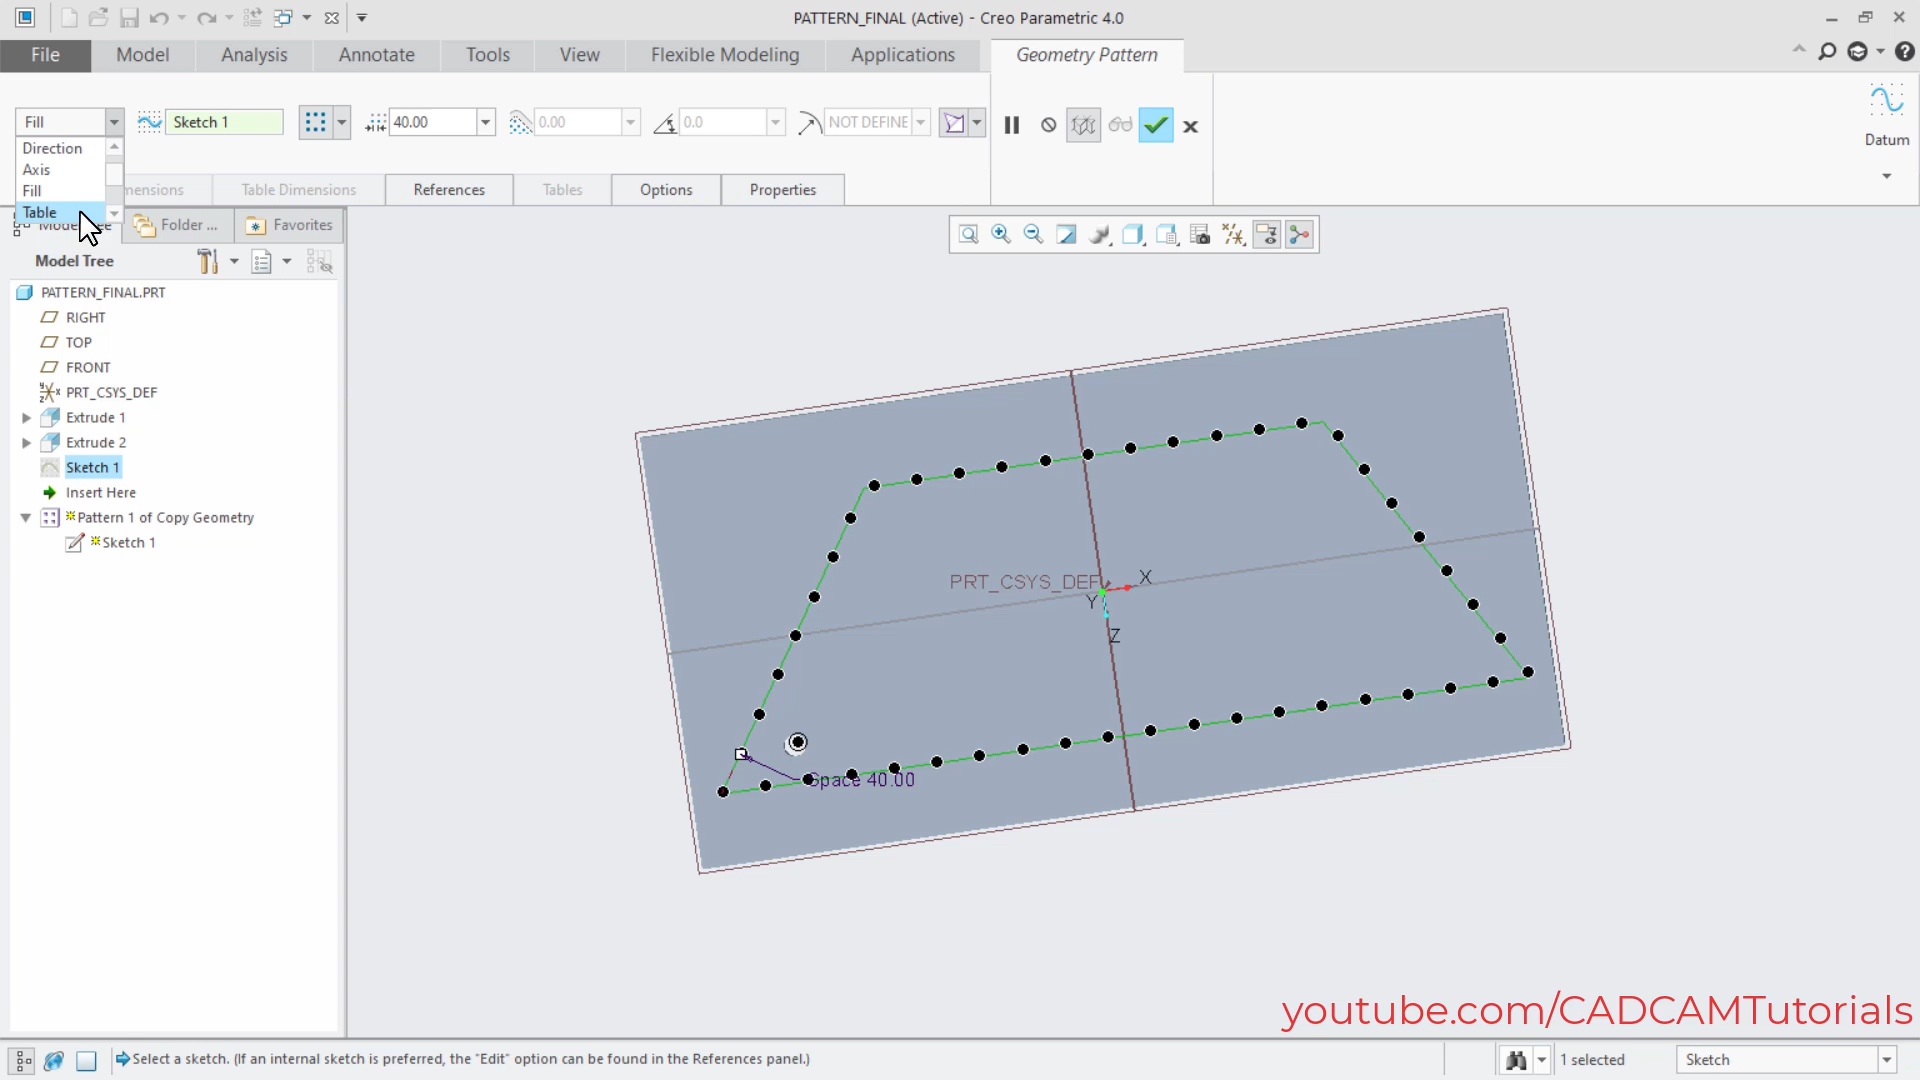 PATTERN_FINAL (Active) - Creo Parametric 4.0
File
Model
Analysis
Annotate
Tools
View
Flexible Modeling
Applications
Geometry Pattern
Fill
Sketch 1
40.00
0.00
0.0
NOT DEFINE
Datum
Direction
Axis
Fill
Table
mensions
Table Dimensions
References
Tables
Options
Properties
Folder ...
Favorites
Model Tree
PATTERN_FINAL.PRT
RIGHT
TOP
FRONT
PRT_CSYS_DEF
Extrude 1
Extrude 2
Sketch 1
Insert Here
Pattern 1 of Copy Geometry
Sketch 1
PRT_CSYS_DEF
X
Y
Z
Space 40.00
youtube.com/CADCAMTutorials
Select a sketch. (If an internal sketch is preferred, the "Edit" option can be found in the References panel.)
1 selected
Sketch